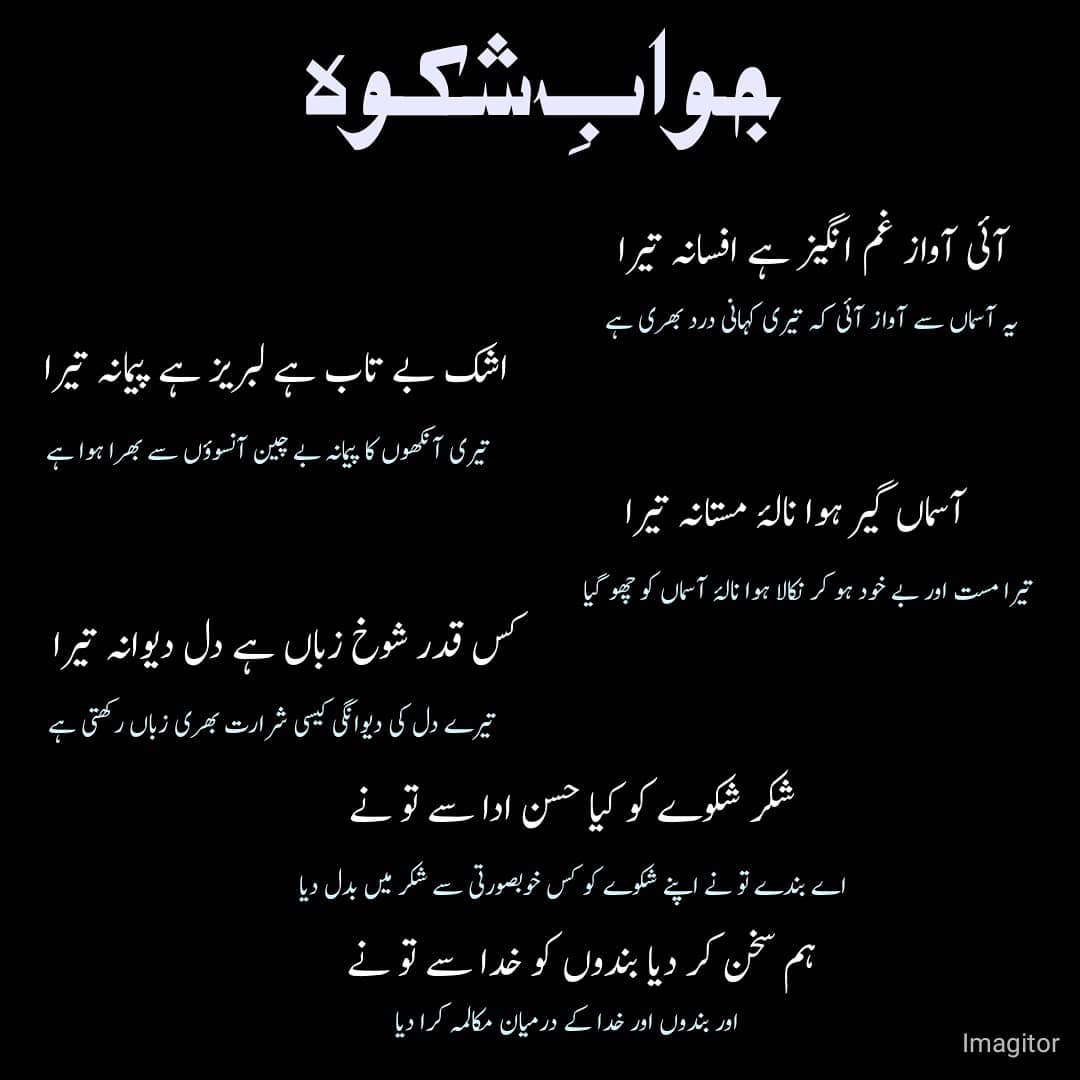 جوابِ شکوہ
آئی آواز غم انگیز ہے افسانہ تیرا
یہ آسماں سے آواز آئی کہ تیری کہانی درد بھری ہے
اشک بے تاب ہے لبریز ہے پیمانہ تیرا
تیری آنکھوں کا پیمانہ بے چین آنسوؤں سے بھرا ہوا ہے
آسماں گیر ہوا نالۂ مستانہ تیرا
تیرا مست اور بے خود ہو کر نکالا ہوا نالۂ آسماں کو چھو گیا
کس قدر شوخ زباں ہے دل دیوانہ تیرا
تیرے دل کی دیوانگی کیسی شرارت بھری زباں رکھتی ہے
شکر شکوے کو کیا حسن ادا سے تو نے
اے بندے تو نے اپنے شکوے کو کس خوبصورتی سے شکر میں بدل دیا
ہم سخن کر دیا بندوں کو خدا سے تو نے
اور بندوں اور خدا کے درمیان مکالمہ کرا دیا
Imagitor